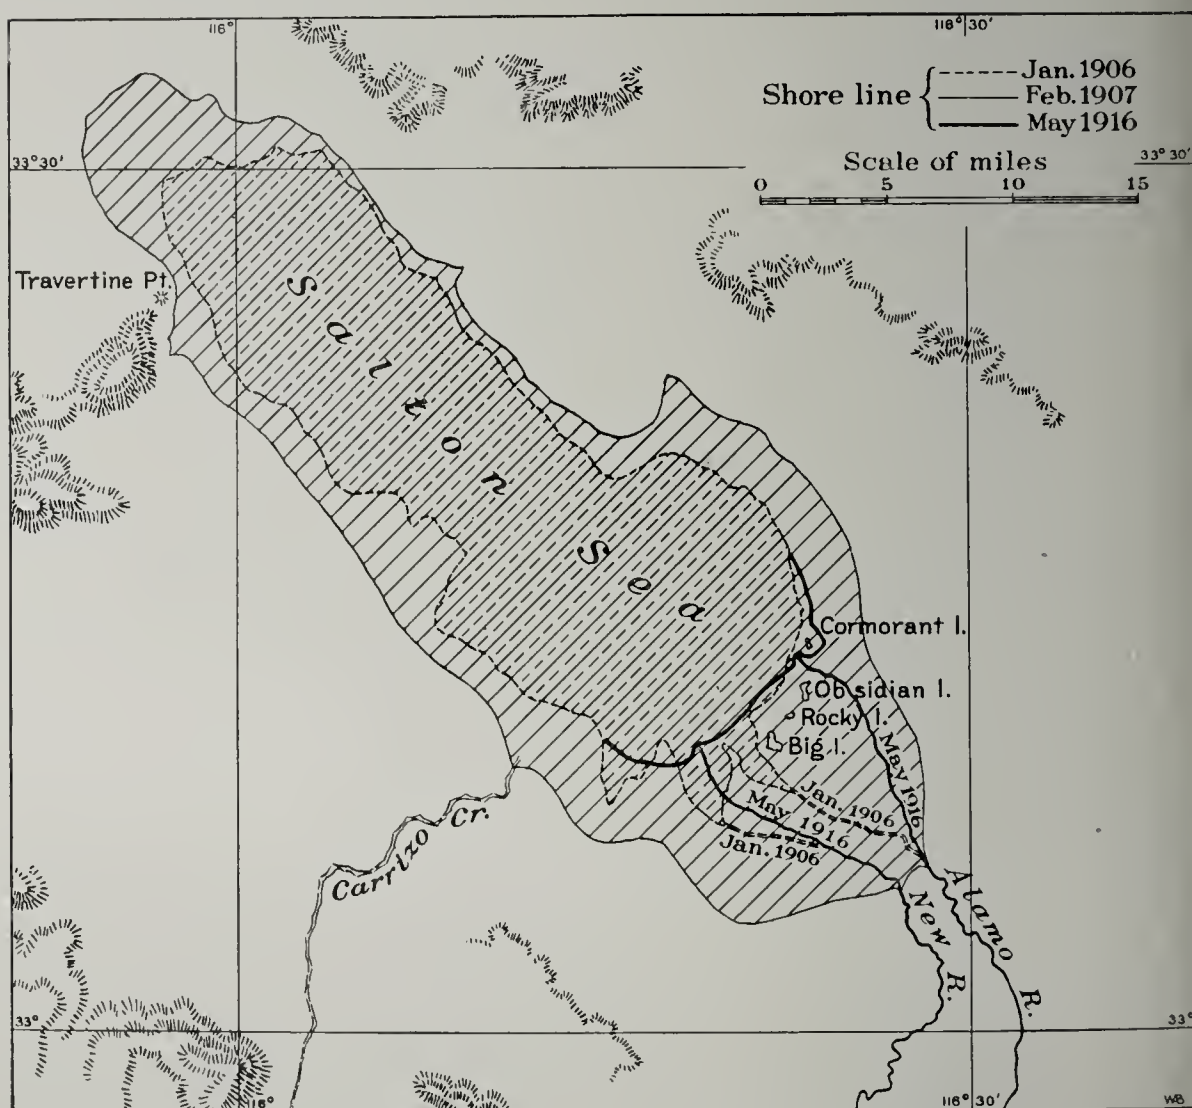 116°
116° 30'
Shore line
Jan. 1906
Feb. 1907
May 1916
33° 30'
Scale of miles
33° 30'
0 5 10 15
Travertine Pt.
Salton Sea
Cormorant I.
Obsidian I.
Rocky I.
Big I.
May 1916
Jan. 1906
May 1916
Jan. 1906
Carrizo Cr.
Alamo R.
New R.
33°
33°
116°
116° 30'
WB